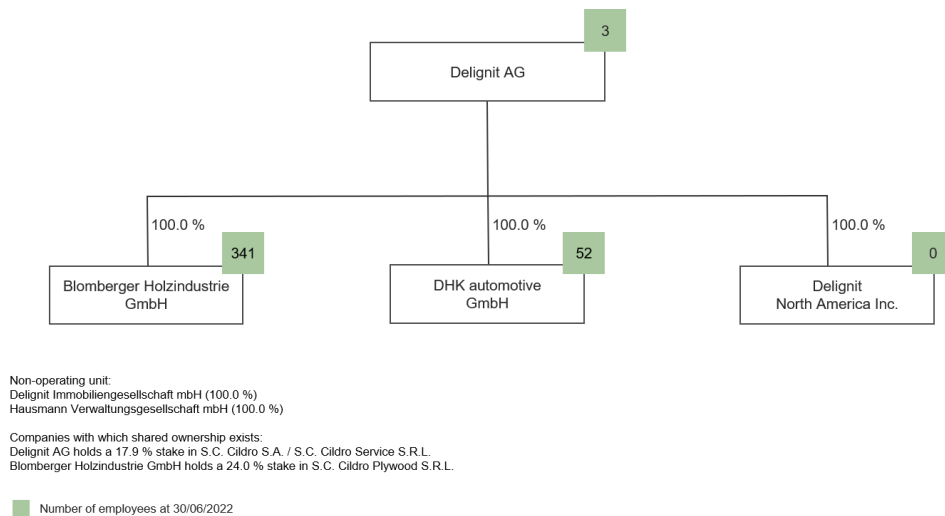 3
Delignit AG
100.0 %
100.0 %
100.0 %
341
52
0
Blomberger Holzindustrie
GmbH
DHK automotive
GmbH
Delignit
North America Inc.
Non-operating unit:
Delignit Immobiliengesellschaft mbH (100.0 %)
Hausmann Verwaltungsgesellschaft mbH (100.0 %)
Companies with which shared ownership exists:
Delignit AG holds a 17.9 % stake in S.C. Cildro S.A. / S.C. Cildro Service S.R.L.
Blomberger Holzindustrie GmbH holds a 24.0 % stake in S.C. Cildro Plywood S.R.L.
Number of employees at 30/06/2022